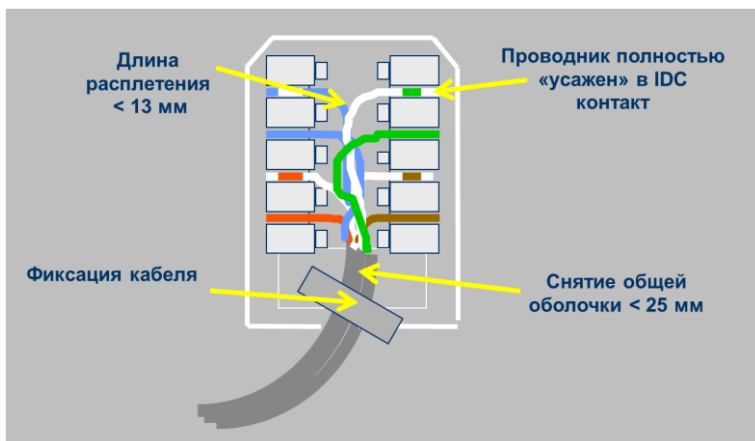 Длина
расплетения
< 13 мм
Проводник полностью
«усажен» в IDC
контакт
Фиксация кабеля
Снятие общей
оболочки < 25 мм